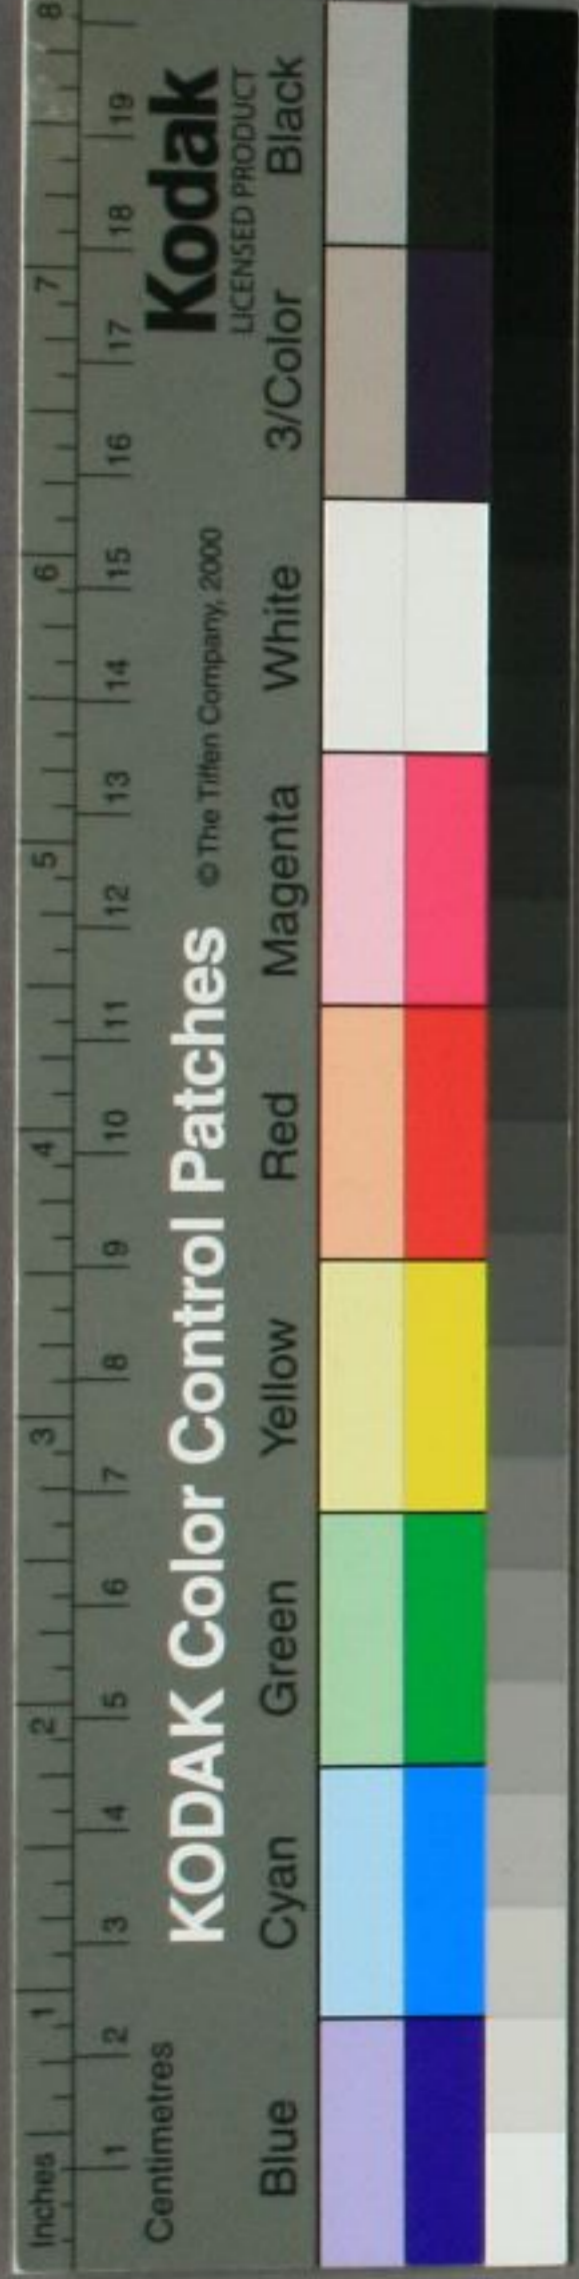 Inches 1 2 3 4 5 6 7 8
Centimetres 1 2 3 4 5 6 7 8 9 10 11 12 13 14 15 16 17 18 19
KODAK Color Control Patches © The Tiffen Company, 2000 Kodak
LICENSED PRODUCT
Blue Cyan Green Yellow Red Magenta White 3/Color Black